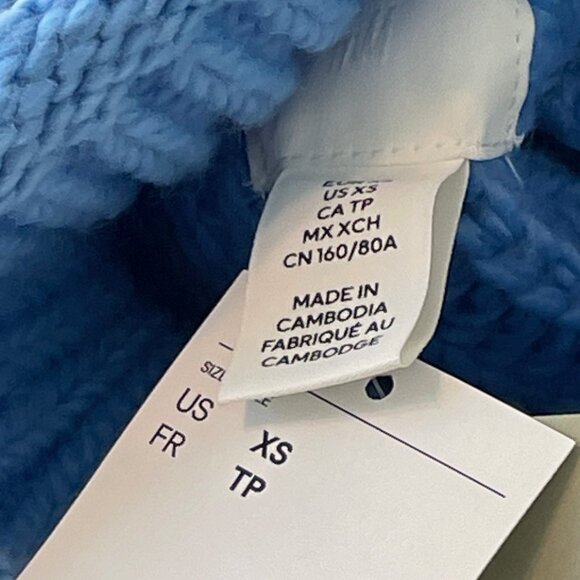 US XS
CA TP
MX XCH
CN 160/80A
MADE IN
CAMBODIA
FABRIQUÉ AU
CAMBODGE
US XS
FR TP